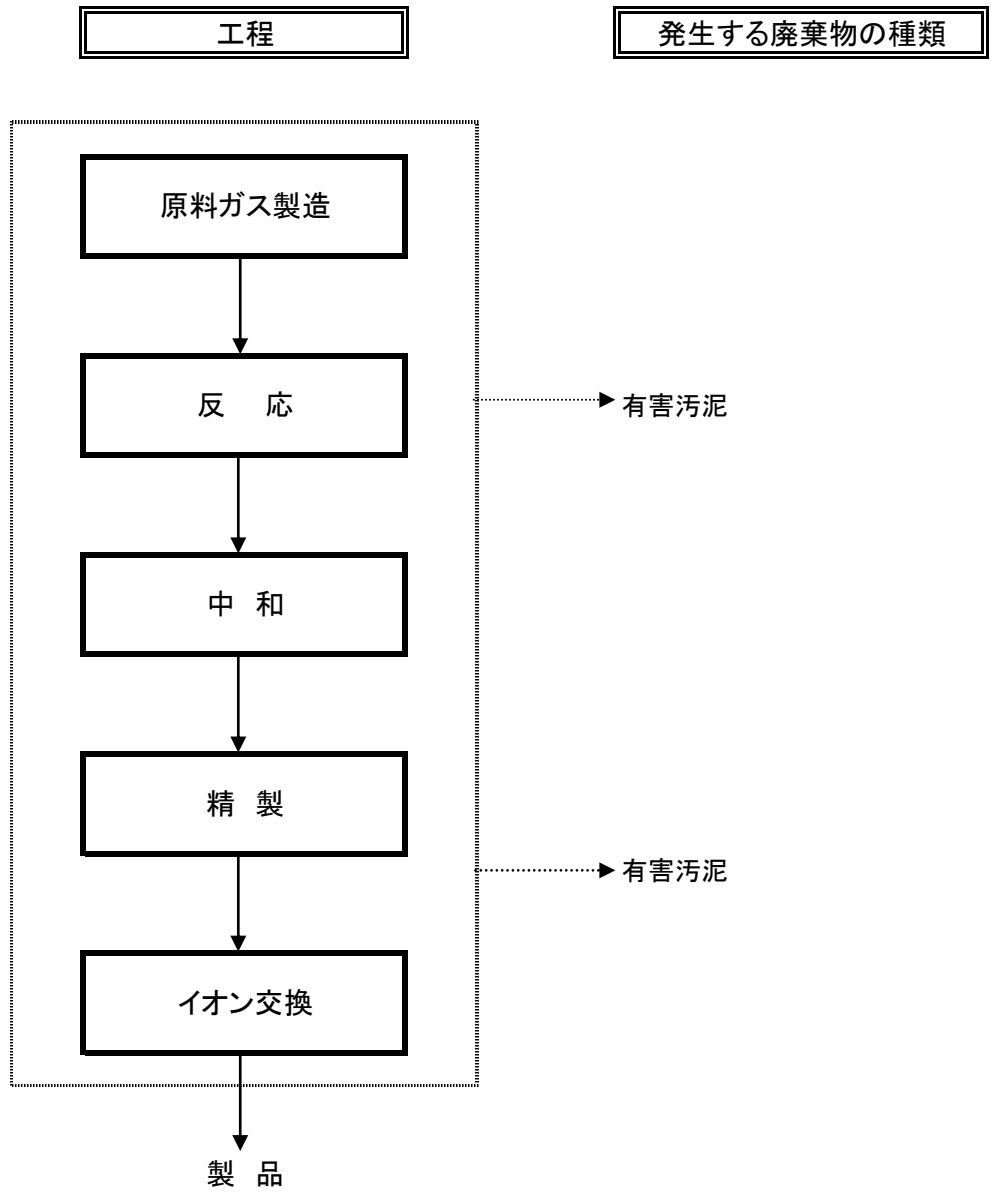 工程
発生する廃棄物の種類
原料ガス製造
反 応
有害汚泥
中 和
精 製
有害汚泥
イオン交換
製 品